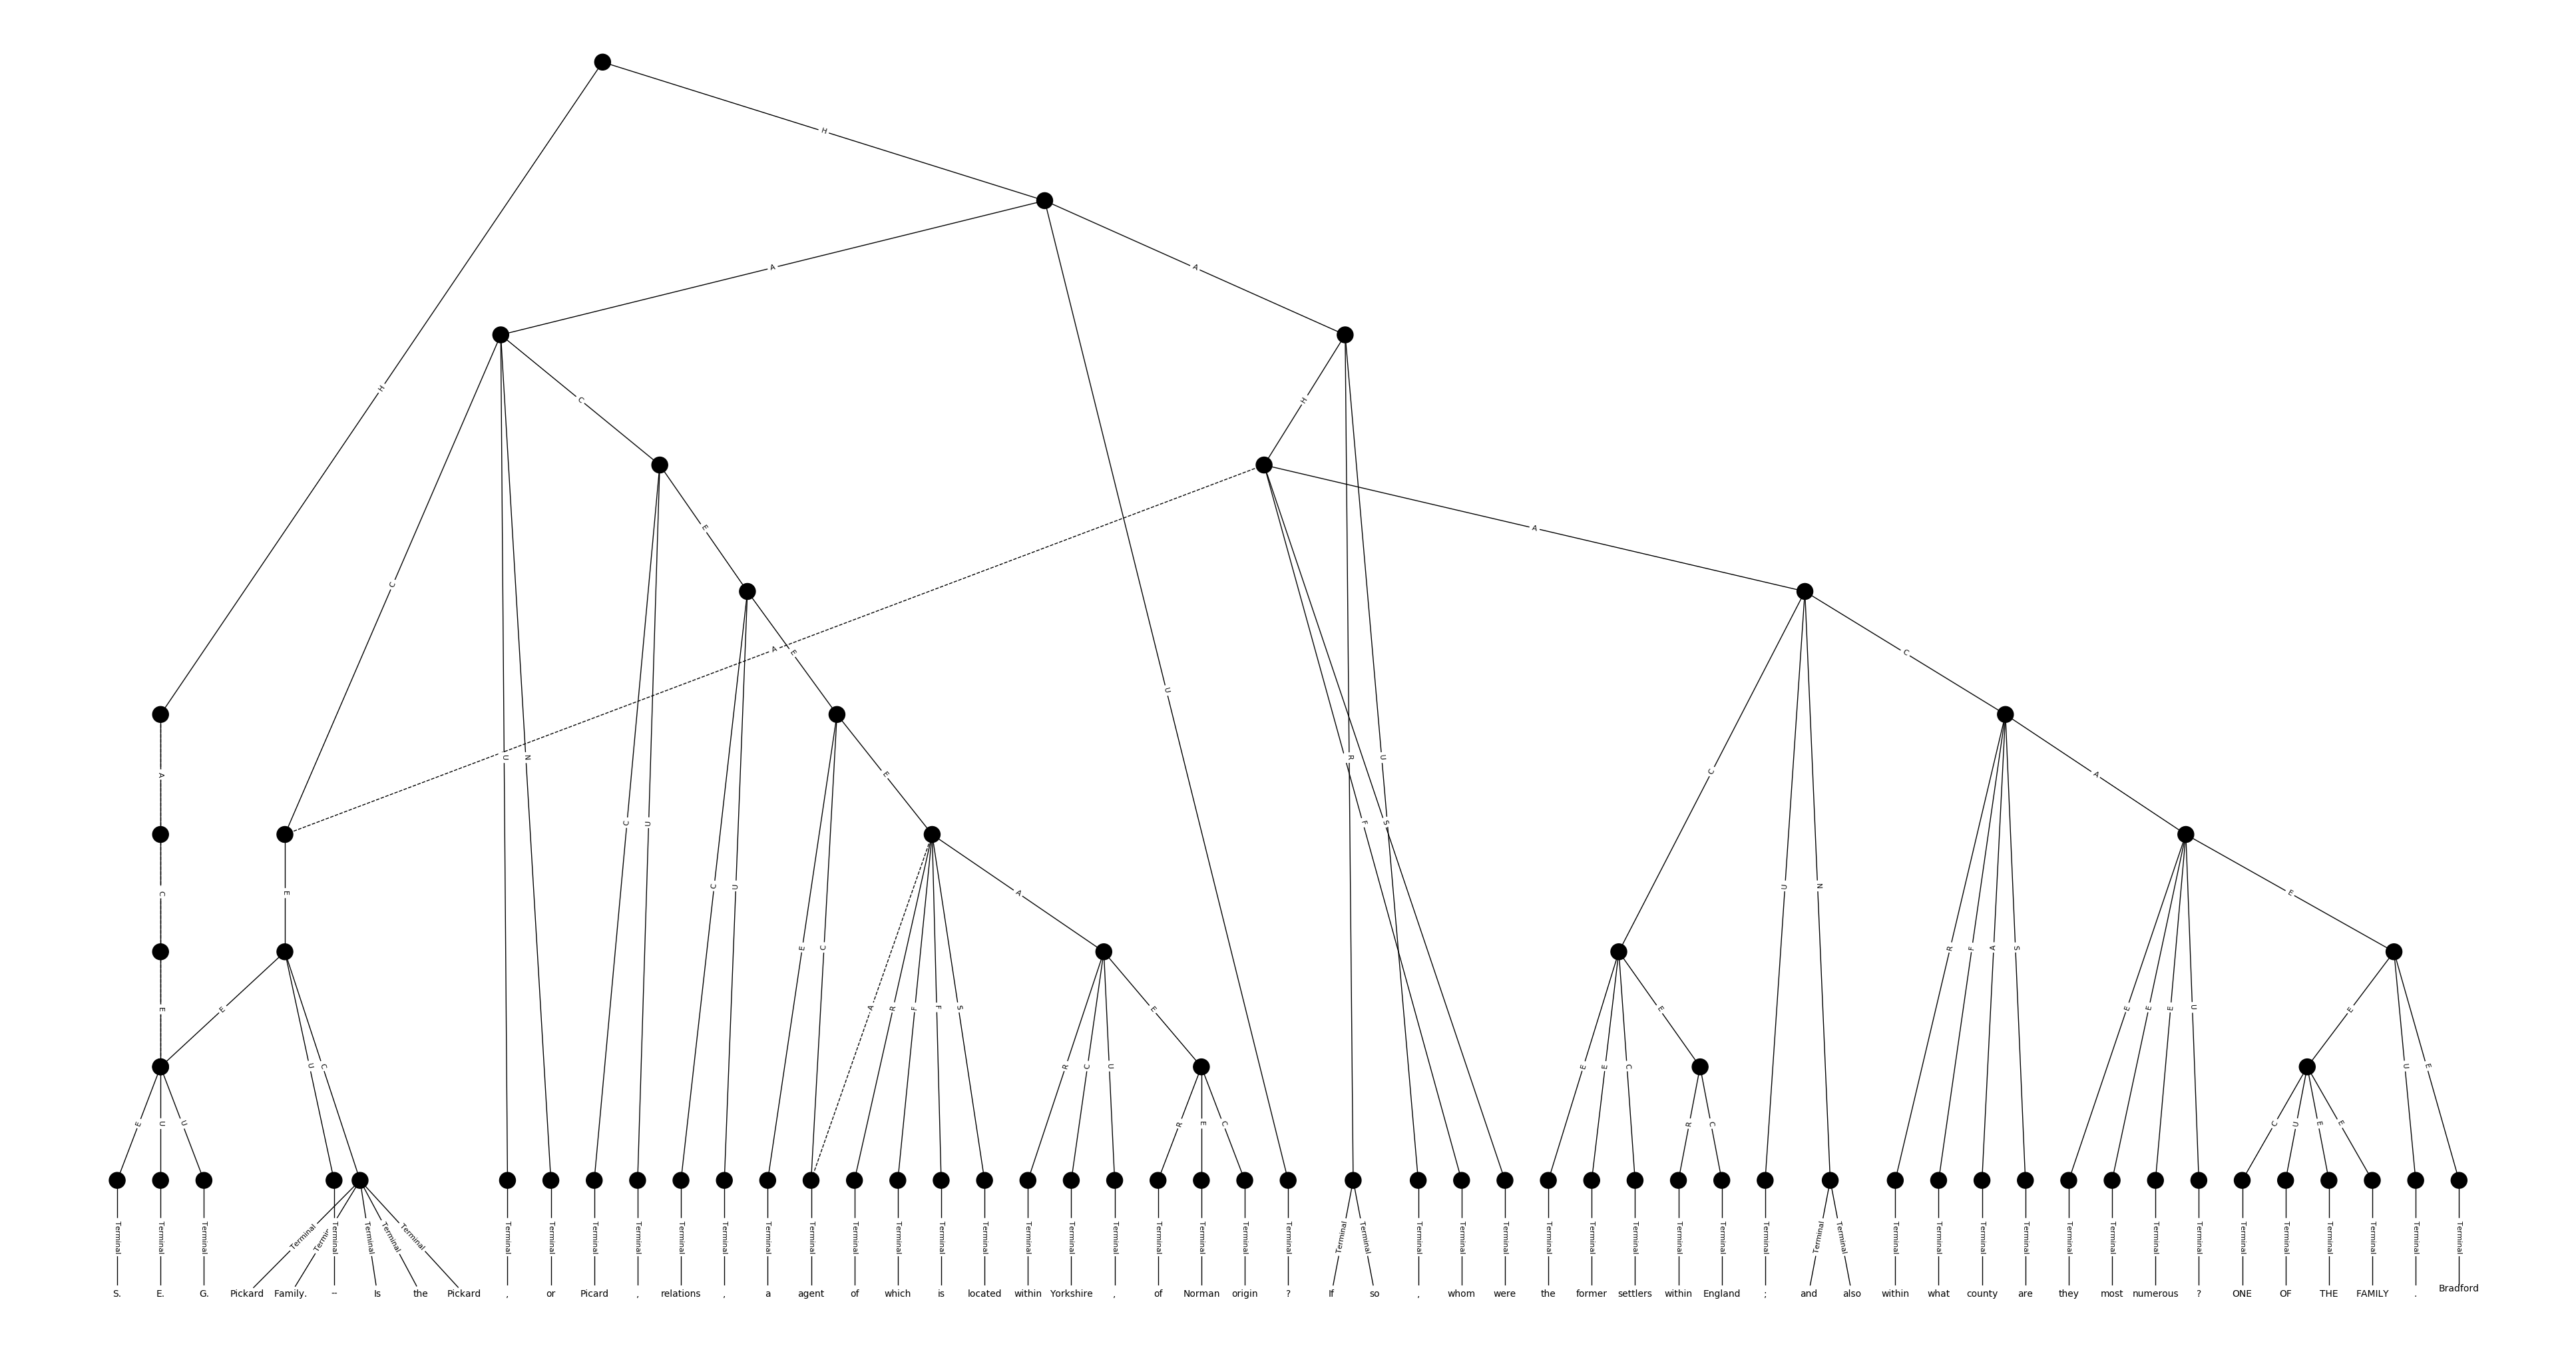 H
H
A
A
H
C
C
H
E
A
C
A
E
C
U
A
U
N
R
U
C
A
A
C
U
F
S
E
C
U
C
U
N
C
E
A
E
E
C
R
F
A
S
E
E
A
R
F
F
S
E
E
E
U
U
C
R
C
U
E
E
E
C
E
E
U
E
E
U
U
R
E
C
R
C
C
U
E
E
Terminal Terminal Terminal Terminal Terminal Terminal Terminal Terminal Terminal Terminal Terminal Terminal Terminal Terminal Terminal Terminal Terminal Terminal Terminal Terminal Terminal Terminal Terminal Terminal Terminal Terminal Terminal Terminal Terminal Terminal Terminal Terminal Terminal Terminal Terminal Terminal Terminal Terminal Terminal Terminal Terminal Terminal Terminal Terminal Terminal Terminal Terminal Terminal Terminal Terminal Terminal Terminal Terminal Terminal
S. E. G. Pickard Family. — Is the Pickard , or Picard , relations , a agent of which is located within Yorkshire , of Norman origin ? If so , whom were the former settlers within England ; and also within what county are they most numerous ? ONE OF THE FAMILY . Bradford